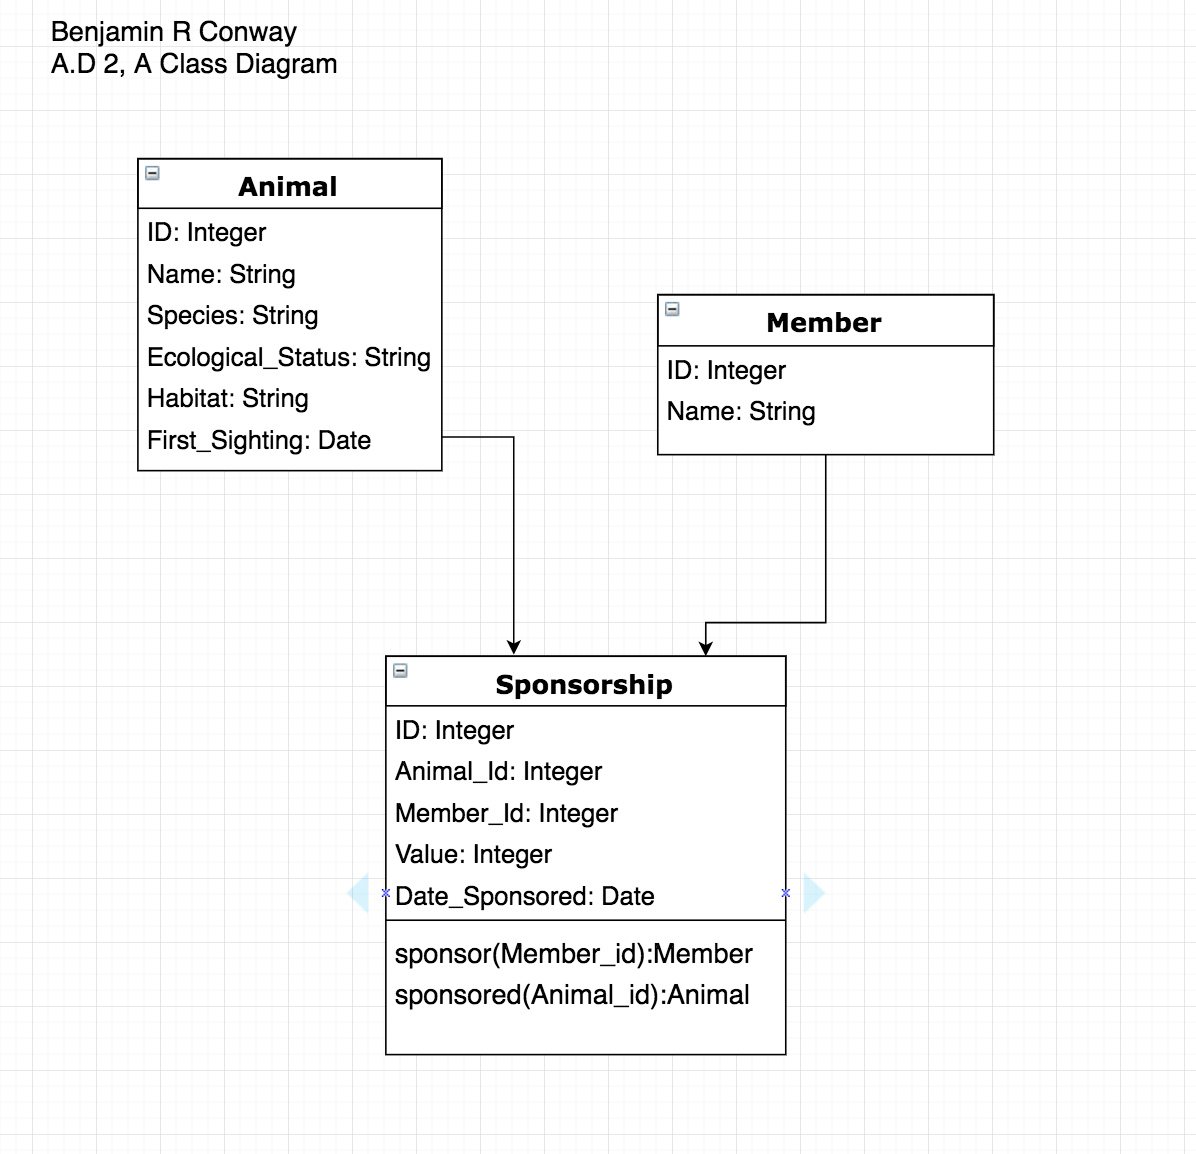 Benjamin R Conway
A.D 2, A Class Diagram
Animal
ID: Integer
Name: String
Species: String
Ecological_Status: String
Habitat: String
First_Sighting: Date
Member
ID: Integer
Name: String
Sponsorship
ID: Integer
Animal_Id: Integer
Member_Id: Integer
Value: Integer
Date_Sponsored: Date
sponsor(Member_id):Member
sponsored(Animal_id):Animal